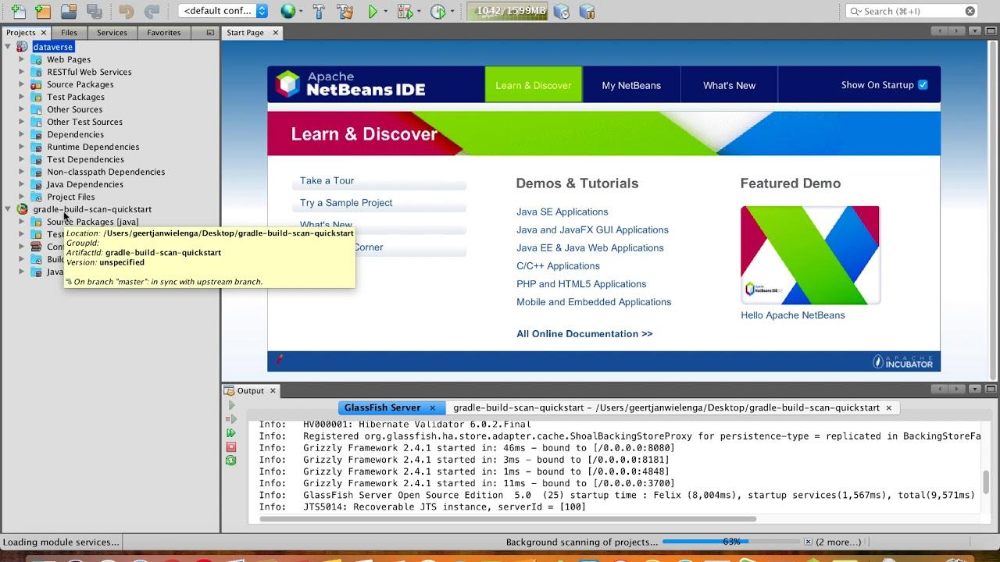 <default conf...
1042/1599MB
Search (⌘+I)
Projects
Files
Services
Favorites
Start Page
dataverse
Web Pages
RESTful Web Services
Source Packages
Test Packages
Other Sources
Other Test Sources
Dependencies
Runtime Dependencies
Test Dependencies
Non-classpath Dependencies
Java Dependencies
Project Files
gradle-build-scan-quickstart
Source Packages [java]
Test
Con
Buil
Java
Location: /Users/geertjanwielenga/Desktop/gradle-build-scan-quickstart
GroupId:
ArtifactId: gradle-build-scan-quickstart
Version: unspecified
On branch "master": in sync with upstream branch.
Apache
NetBeans IDE
Learn & Discover
My NetBeans
What's New
Show On Startup
Learn & Discover
Take a Tour
Try a Sample Project
What's New
Corner
Demos & Tutorials
Java SE Applications
Java and JavaFX GUI Applications
Java EE & Java Web Applications
C/C++ Applications
PHP and HTML5 Applications
Mobile and Embedded Applications
All Online Documentation >>
Featured Demo
Apache
NetBeans IDE
Hello Apache NetBeans
APACHE
INCUBATOR
Output
GlassFish Server
gradle-build-scan-quickstart – /Users/geertjanwielenga/Desktop/gradle-build-scan-quickstart
Info: HV000001: Hibernate Validator 6.0.2.Final
Info: Registered org.glassfish.ha.store.adapter.cache.ShoalBackingStoreProxy for persistence-type = replicated in BackingStoreFa
Info: Grizzly Framework 2.4.1 started in: 46ms – bound to [/0.0.0.0:8080]
Info: Grizzly Framework 2.4.1 started in: 3ms – bound to [/0.0.0.0:8181]
Info: Grizzly Framework 2.4.1 started in: 1ms – bound to [/0.0.0.0:4848]
Info: Grizzly Framework 2.4.1 started in: 11ms – bound to [/0.0.0.0:3700]
Info: GlassFish Server Open Source Edition 5.0 (25) startup time : Felix (8,004ms), startup services(1,567ms), total(9,571ms)
Info: JTS5014: Recoverable JTS instance, serverId = [100]
Loading module services...
Background scanning of projects...
63%
(2 more...)